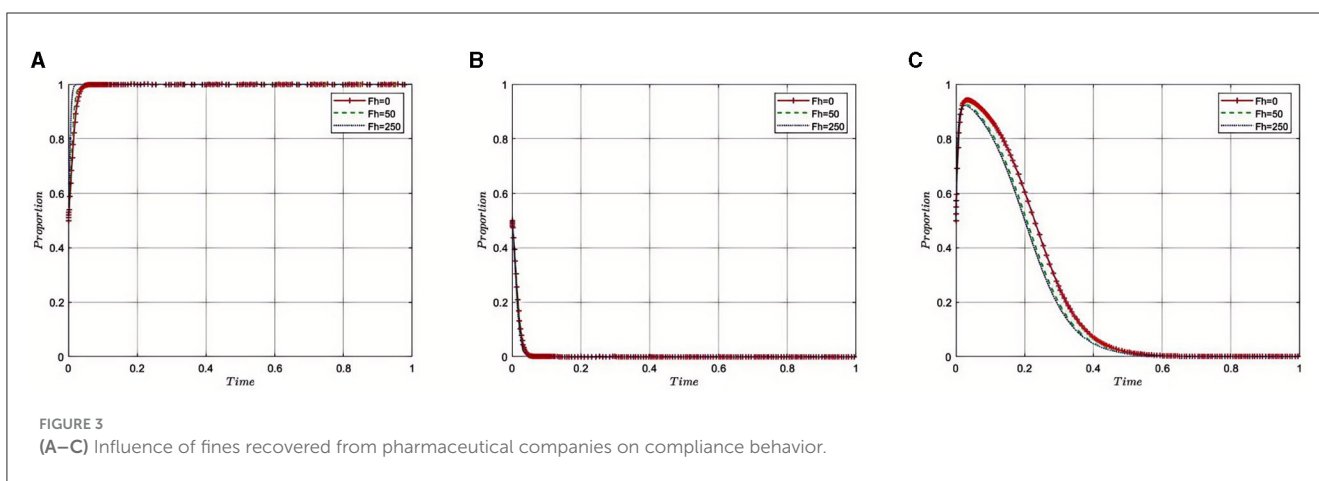 A
Proportion
1
0.8
0.6
0.4
0.2
0
0 0.2 0.4 0.6 0.8 1
Time
Fh=0
Fh=50
Fh=250
B
Proportion
1
0.8
0.6
0.4
0.2
0
0 0.2 0.4 0.6 0.8 1
Time
Fh=0
Fh=50
Fh=250
C
Proportion
1
0.8
0.6
0.4
0.2
0
0 0.2 0.4 0.6 0.8 1
Time
Fh=0
Fh=50
Fh=250
FIGURE 3
(A–C) Influence of fines recovered from pharmaceutical companies on compliance behavior.